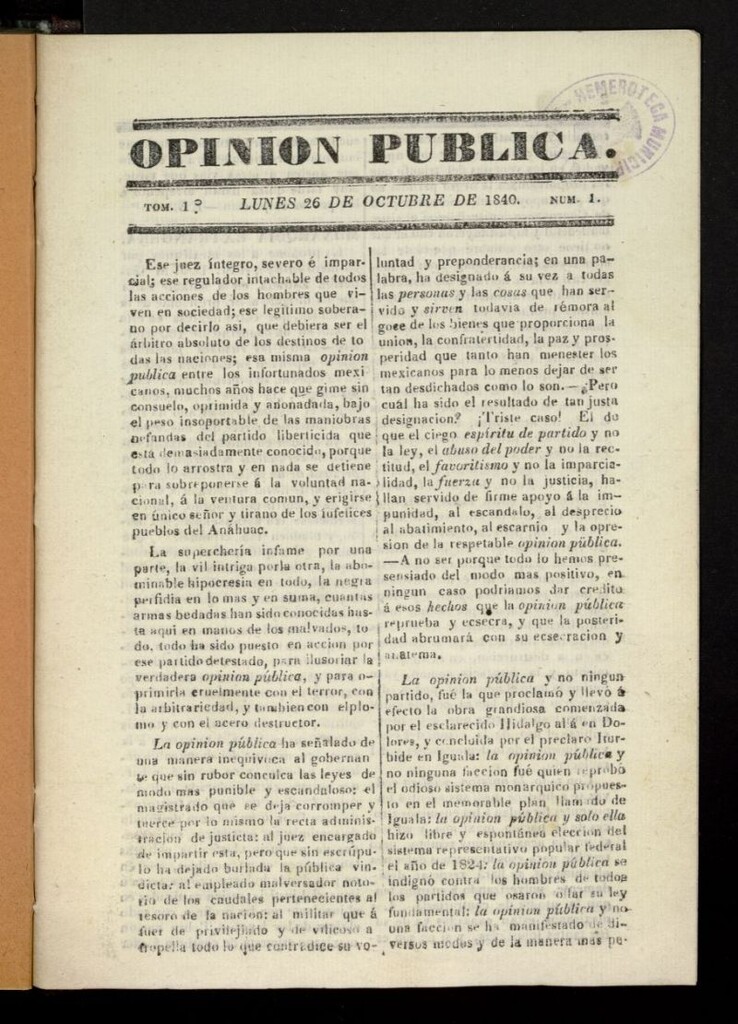 HEMEROTECA MUNICIP
OPINION PUBLICA.
TOM. 1º LUNES 26 DE OCTUBRE DE 1840. NUM. 1.
Ese juez íntegro, severo é impar-
cial; ese regulador intachable de todos
las acciones de los hombres que vi-
ven en sociedad; ese legitimo sobera-
no por decirlo asi, que debiera ser el
árbitro absoluto de los destinos de to
das las naciones; esa misma opinion
publica entre los infortunados mexi
canos, muchos años hace que gime sin
consuelo, oprimida y anonadada, bajo
el peso insoportable de las maniobras
nefandas del partido liberticida que
está demasiadamente conocido, porque
todo lo arrostra y en nada se detiene
para sobreponerse á la voluntad na-
cional, á la ventura comun, y erigirse
en único señor y tirano de los infelices
pueblos del Anáhuac.
La superchería infame por una
parte, la vil intriga porla otra, la abo-
minable hipocresia en todo, la negra
perfidia en lo mas y en suma, cuantas
armas bedadas han sido conocidas has-
ta aqui en manos de los malvados, to-
do, todo ha sido puesto en accion por
ese partido detestado, para ilusoriar la
verdadera opinion pública, y para o-
primirla cruelmente con el terror, con
la arbitrariedad, y tambien con elplo-
mo y con el acero destructor.
La opinion pública ha señalado de
una manera inequivoca al gobernan
te que sin rubor conculca las leyes de
modo mas punible y escandaloso: el
magistrado que se deja corromper y
tuerce por lo mismo la recta adminis-
tracion de justicia: al juez encargado
de impartir esta, pero que sin escrúpu-
lo ha dejado burlada la pública vin-
dicta: al empleado malversador noto-
rio de los caudales pertenecientes al
tesoro de la nacion: al militar que á
fuer de privilejiado y de
tropella todo lo que contradice su vo-
luntad y preponderancia; en una pa-
labra, ha designado á su vez a todas
las personas y las cosas que han ser-
vido y sirven todavia de rémora al
goce de los bienes que proporciona la
union, la confraternidad, la paz y pros-
peridad que tanto han menester los
mexicanos para lo menos dejar de ser
tan desdichados como lo son.—¿Pero
cuál ha sido el resultado de tan justa
designacion? ¡Triste caso! El de
que el ciego espíritu de partido y no
la ley, el abuso del poder y no la rec-
titud, el favoritismo y no la imparcia-
lidad, la fuerza y no la justicia, ha-
llan servido de firme apoyo á la im-
punidad, al escandalo, al desprecio
al abatimiento, al escarnio y la opre-
sion de la respetable opinion pública.
—A no ser porque todo lo hemos pre-
sensiado del modo mas positivo, en
ningun caso podriamos dar credito
á esos hechos que la opinion pública
reprueba y ecsecra, y que la posteri-
dad abrumará con su ecsecracion y
anatema.
La opinion pública y no ningun
partido, fué la que proclamó y llevó á
efecto la obra grandiosa comenzada
por el esclarecido Hidalgo allá en Do-
lores, y concluida por el preclaro Itur-
bide en Iguala: la opinion pública y
no ninguna faccion fué quien reprobó
el odioso sistema monarquico propues-
to en el memorable plan llamado de
Iguala: la opinion pública y solo ella
hizo libre y espontánea eleccion del
sistema representativo popular federal
el año de 1824: la opinion pública se
indignó contra los hombres de todos
los partidos que osaron ollar su ley
fundamental: la opinion pública y no
una faccion se ha manifestado de di-
versos modos y de la manera mas pe-